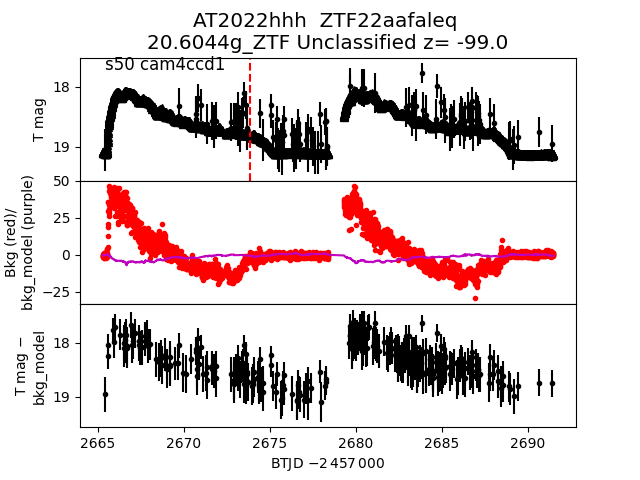 AT2022hhh  ZTF22aafaleq
20.6044g_ZTF Unclassified z= -99.0
s50 cam4ccd1
T mag
18
19
Bkg (red)/
bkg_model (purple)
50
25
0
−25
T mag −
bkg_model
18
19
2665 2670 2675 2680 2685 2690
BTJD −2 457 000